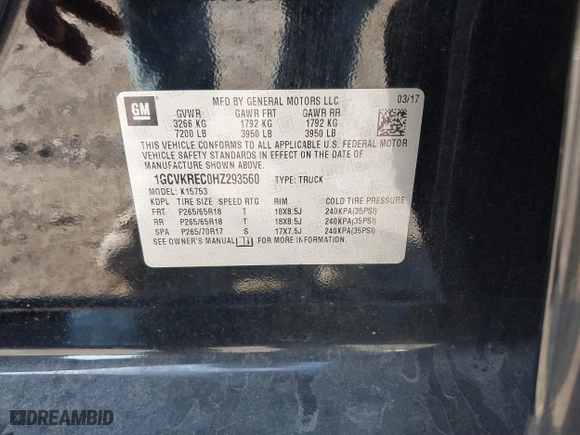 GM
MFD BY GENERAL MOTORS LLC
03/17
GVWR GAWR FRT GAWR RR
3266 KG 1792 KG 1792 KG
7200 LB 3950 LB 3950 LB
THIS VEHICLE CONFORMS TO ALL APPLICABLE U.S. FEDERAL MOTOR
VEHICLE SAFETY STANDARDS IN EFFECT ON THE DATE OF
MANUFACTURE SHOWN ABOVE.
1GCVKREC0HZ293560 TYPE: TRUCK
MODEL: K15753
KDPL TIRE SIZE SPEED RTG RIM COLD TIRE PRESSURE
FRT P265/65R18 T 18X8.5J 240KPA(35PSI)
RR P265/65R18 T 18X8.5J 240KPA(35PSI)
SPA P265/70R17 S 17X7.5J 240KPA(35PSI)
SEE OWNER'S MANUAL FOR MORE INFORMATION.
DREAMBID